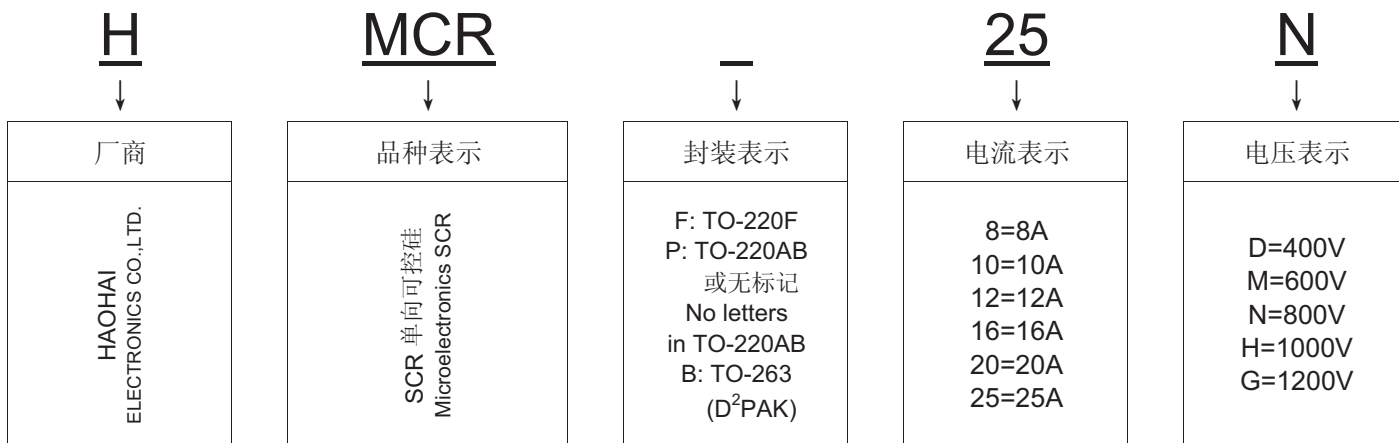 H MCR _ 25 N
↓ ↓ ↓ ↓ ↓
厂商
HAOHAI
ELECTRONICS CO.,LTD.
品种表示
SCR 单向可控硅
Microelectronics SCR
封装表示
F: TO-220F
P: TO-220AB
或无标记
No letters
in TO-220AB
B: TO-263
(D²PAK)
电流表示
8=8A
10=10A
12=12A
16=16A
20=20A
25=25A
电压表示
D=400V
M=600V
N=800V
H=1000V
G=1200V